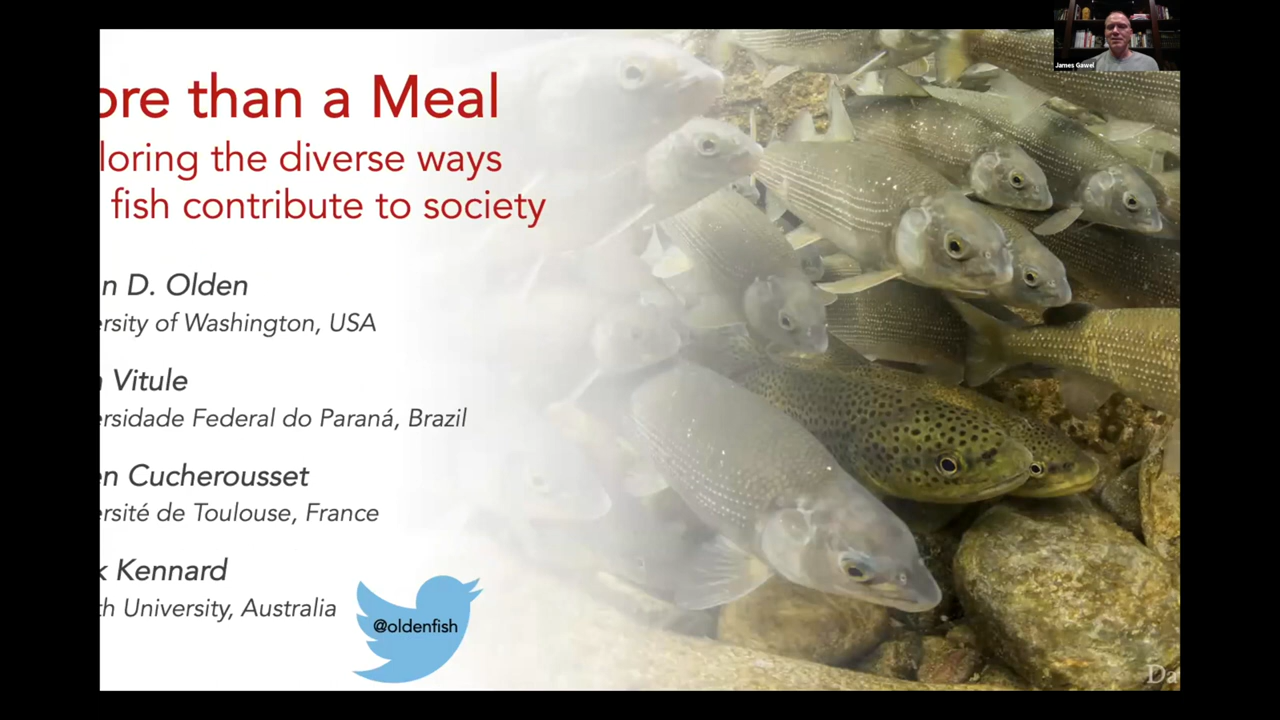 ore than a Meal
loring the diverse ways
fish contribute to society
n D. Olden
ersity of Washington, USA
Vitule
ersidade Federal do Paraná, Brazil
en Cucherousset
ersité de Toulouse, France
k Kennard
th University, Australia
@oldenfish
James Gawel
Da